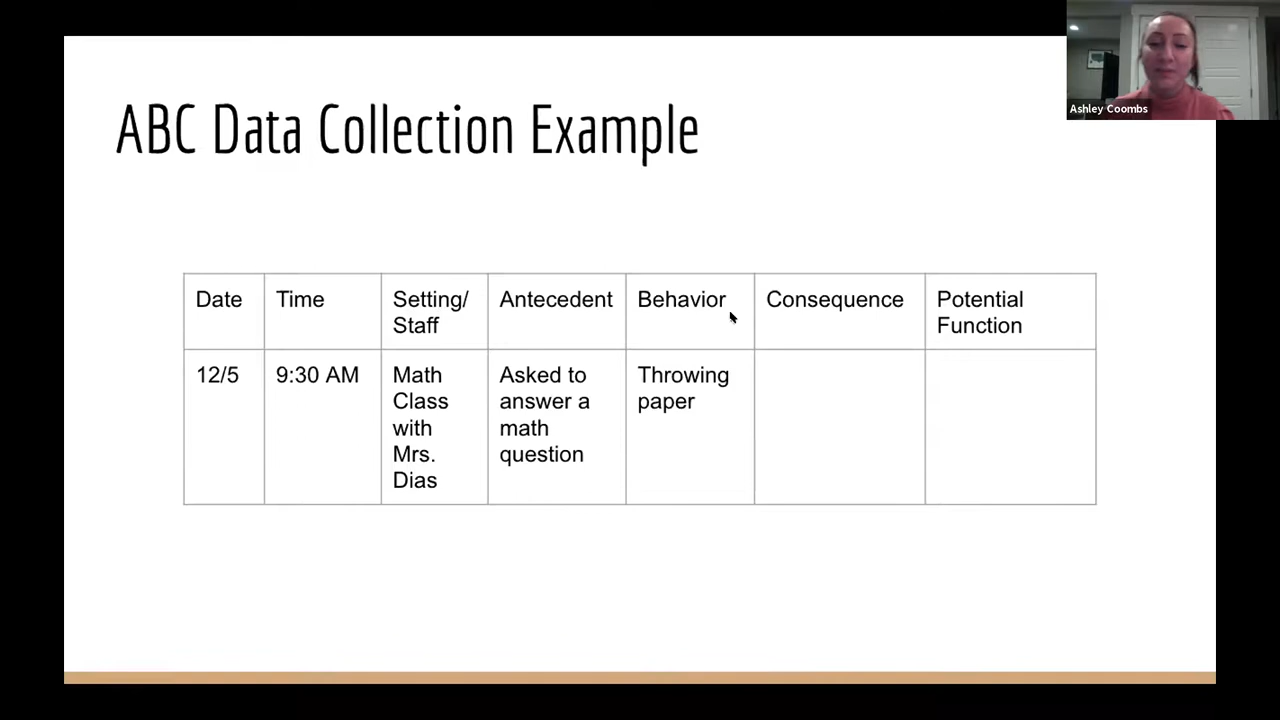 Ashley Coombs
ABC Data Collection Example
Date Time Setting/ Antecedent Behavior Consequence Potential
Staff Function
12/5 9:30 AM Math Asked to Throwing
Class answer a paper
with math
Mrs. question
Dias